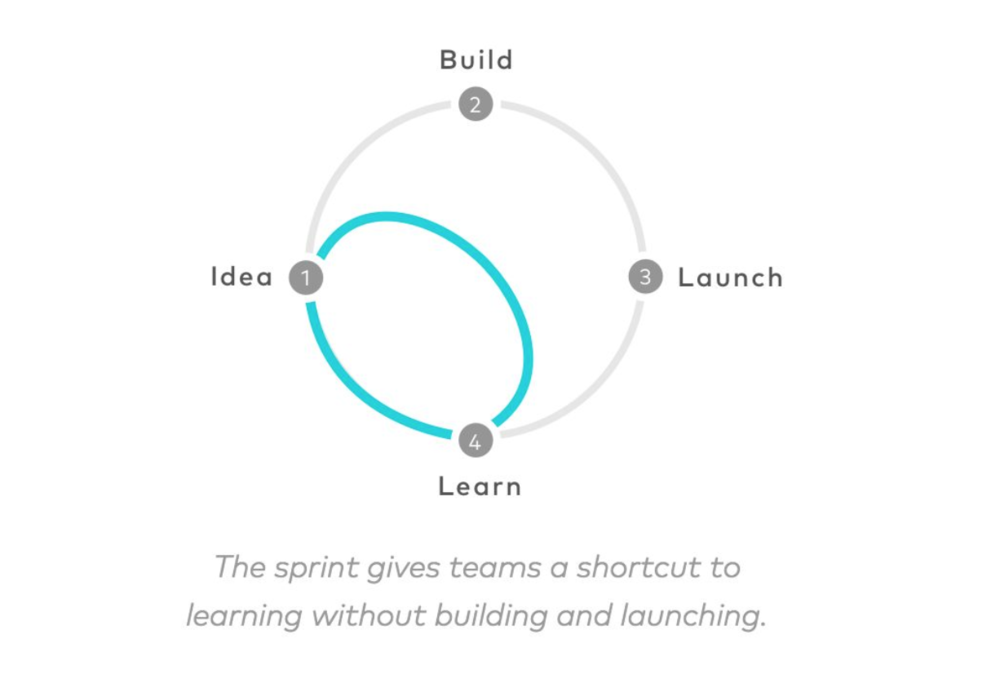 Build
2
Idea
1
3
Launch
4
Learn
The sprint gives teams a shortcut to
learning without building and launching.